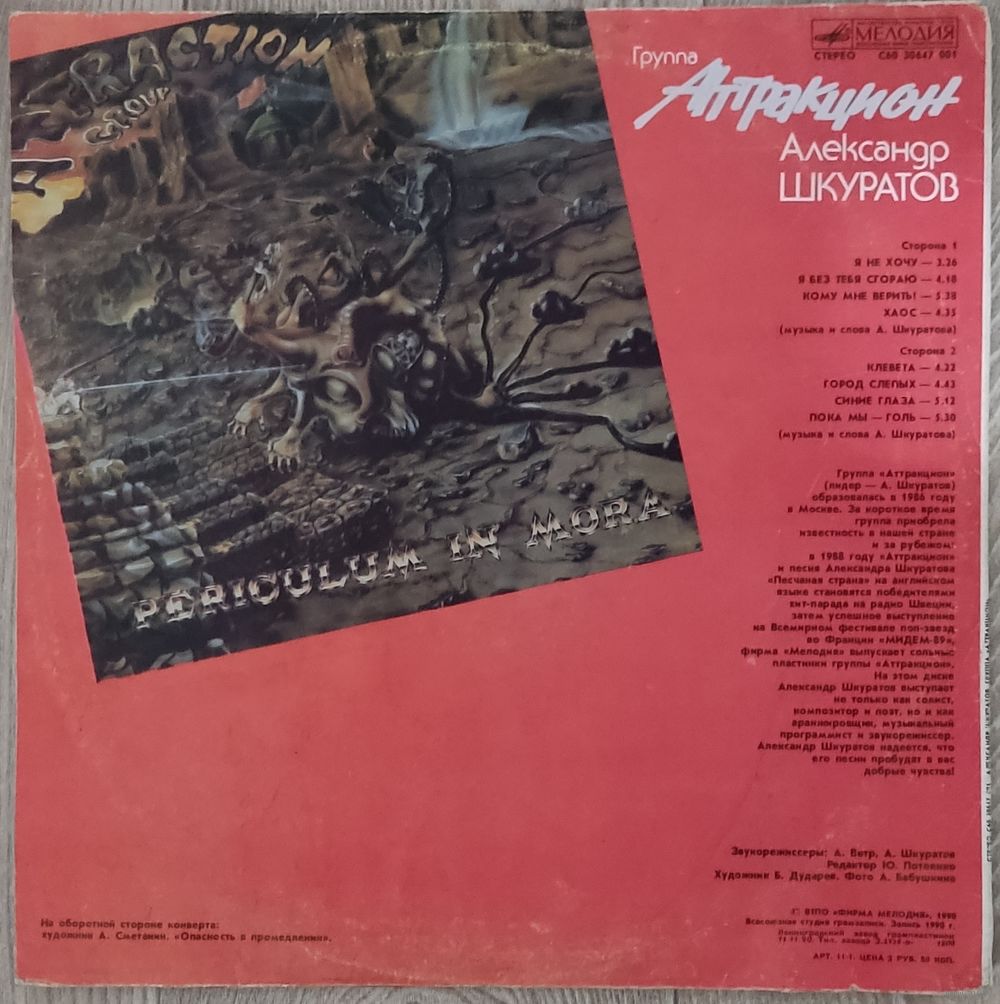 RACTION
GROUP
PERICULUM IN MORA
МЕЛОДИЯ
СТЕРЕО С60 30647 001
Группа
Аттракцион
Александр
ШКУРАТОВ
Сторона 1
Я НЕ ХОЧУ — 3.26
Я БЕЗ ТЕБЯ СГОРАЮ — 4.18
КОМУ МНЕ ВЕРИТЬ! — 5.38
ХАОС — 4.35
(музыка и слова А. Шкуратова)
Сторона 2
КЛЕВЕТА — 4.22
ГОРОД СЛЕПЫХ — 4.43
СИНИЕ ГЛАЗА — 5.12
ПОКА МЫ — ГОЛЬ — 5.30
(музыка и слова А. Шкуратова)
Группа «Аттракцион»
(лидер — А. Шкуратов)
образовалась в 1986 году
в Москве. За короткое время
группа приобрела
известность в нашей стране
и за рубежом:
в 1988 году «Аттракцион»
и песня Александра Шкуратова
«Песчаная страна» на английском
языке становятся победителями
хит-парада на радио Швеции,
затем успешное выступление
на Всемирном фестивале поп-звезд
во Франции «МИДЕМ-89»,
фирма «Мелодия» выпускает сольные
пластинки группы «Аттракцион».
На этом диске
Александр Шкуратов выступает
не только как солист,
композитор и поэт, но и как
аранжировщик, музыкальный
программист и звукорежиссер.
Александр Шкуратов надеется, что
его песни пробудят в вас
добрые чувства!
Звукорежиссеры: А. Ветр, А. Шкуратов
Редактор Ю. Потеенко
Художник Б. Дударев. Фото А. Бабушкина
На оборотной стороне конверта:
художник А. Сметанин. «Опасность в промедлении».
© ВТПО «ФИРМА МЕЛОДИЯ», 1990
Всесоюзная студия грамзаписи. Запись 1990 г.
Ленинградский завод грампластинок
АРТ. 11-1. ЦЕНА 3 РУБ. 50 КОП.